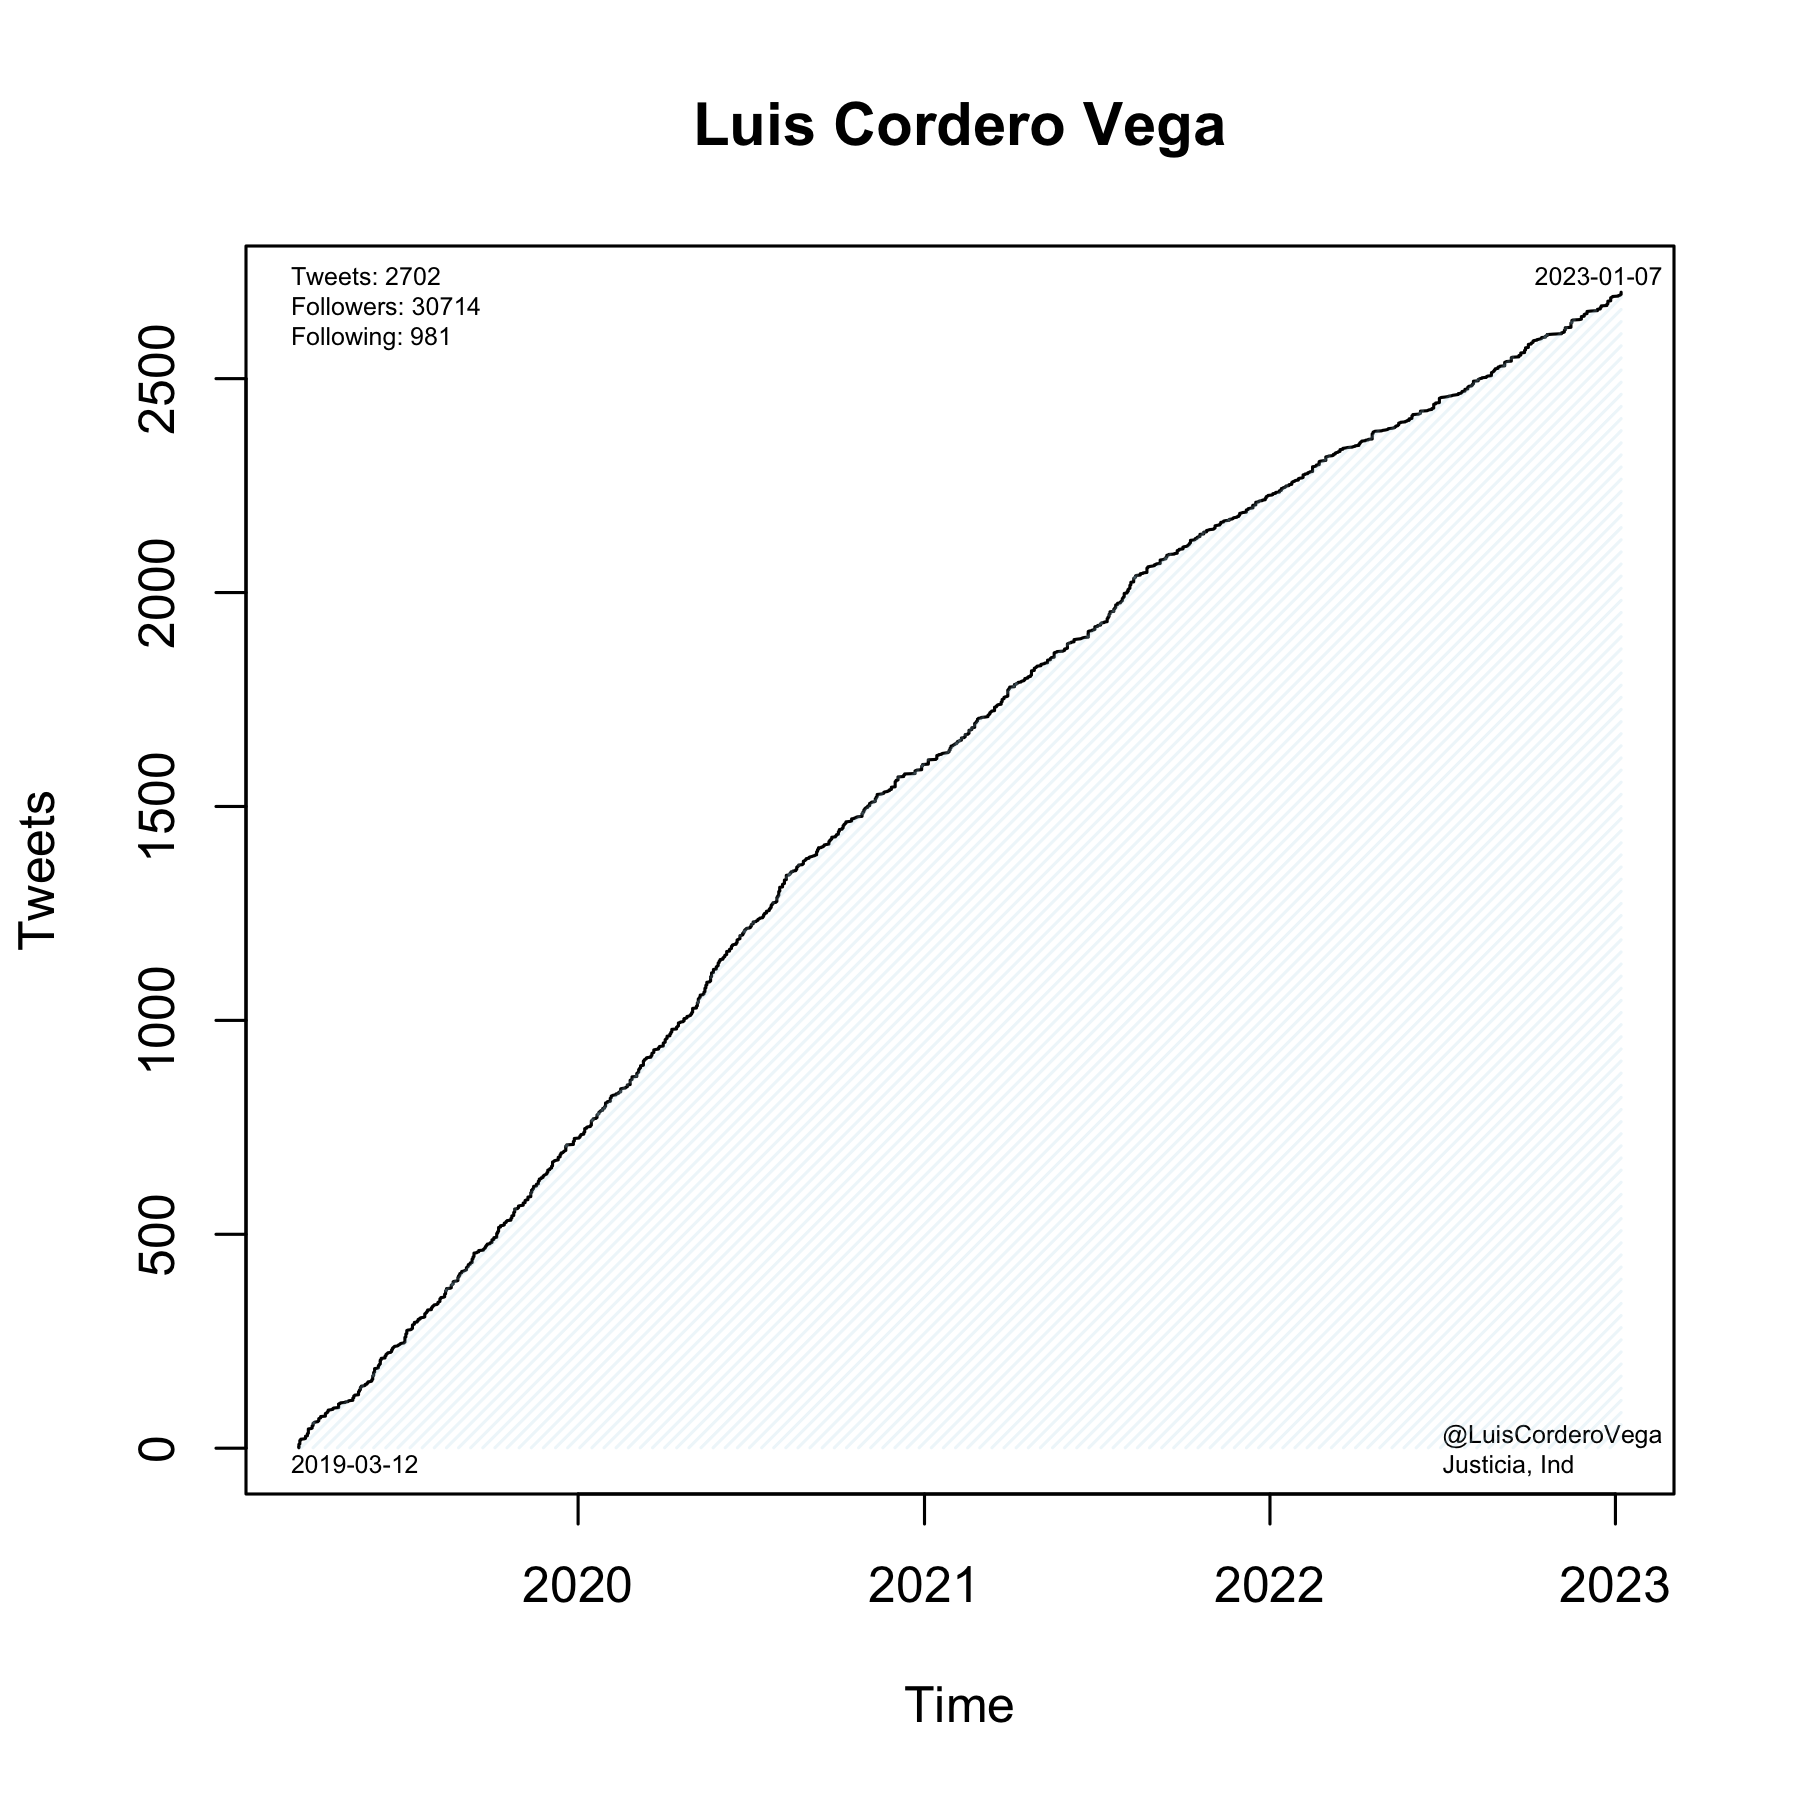 Luis Cordero Vega
Tweets: 2702
Followers: 30714
Following: 981
2023-01-07
Tweets
2500
2000
1500
1000
500
0
2019-03-12
@LuisCorderoVega
Justicia, Ind
2020 2021 2022 2023
Time